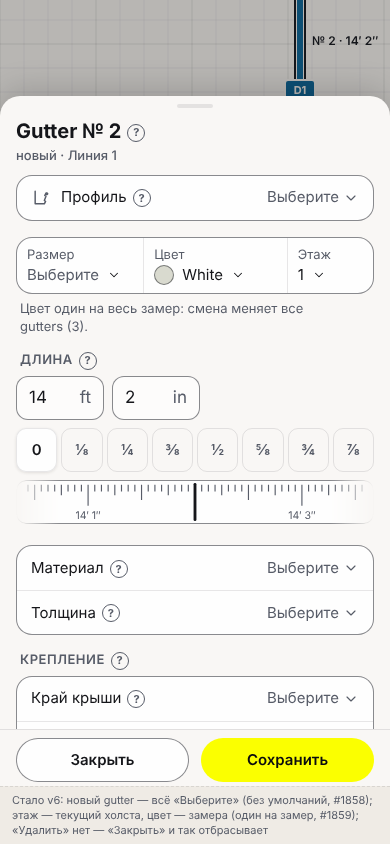 № 2 · 14′ 2″
D1
Gutter № 2 ?
новый · Линия 1
Профиль ? Выберите
Размер Цвет Этаж
Выберите White 1
Цвет один на весь замер: смена меняет все
gutters (3).
ДЛИНА ?
14 ft 2 in
0 ⅛ ¼ ⅜ ½ ⅝ ¾ ⅞
14′ 1″ 14′ 3″
Материал ? Выберите
Толщина ? Выберите
КРЕПЛЕНИЕ ?
Край крыши ? Выберите
Закрыть Сохранить
Стало v6: новый gutter — всё «Выберите» (без умолчаний, #1858);
этаж — текущий холста, цвет — замера (один на замер, #1859);
«Удалить» нет — «Закрыть» и так отбрасывает